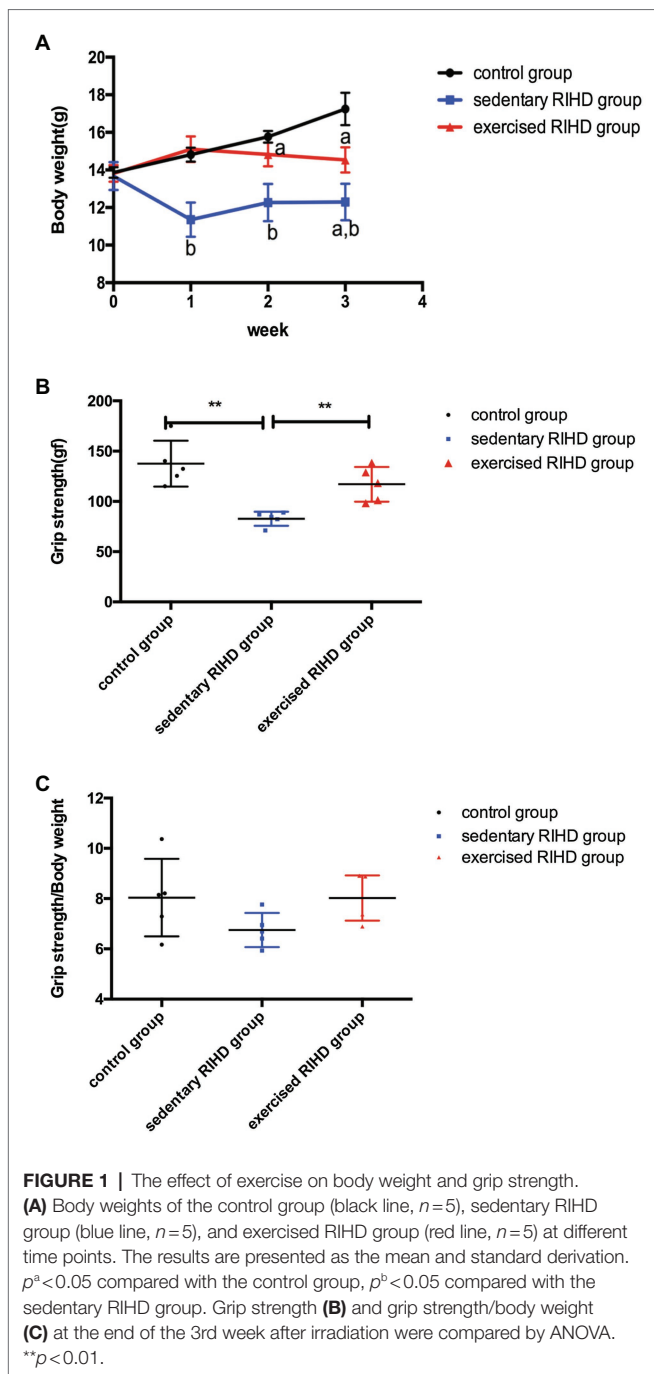 A
control group
sedentary RIHD group
exercised RIHD group
Body weight(g)
18
16
14
12
10
8
a
a
b
b
a,b
0
1
2
3
4
week
B
**
**
control group
sedentary RIHD group
exercised RIHD group
Grip strength(gf)
200
150
100
50
0
control group
sedentary RIHD group
exercised RIHD group
C
control group
sedentary RIHD group
exercised RIHD group
Grip strength/Body weight
12
10
8
6
4
control group
sedentary RIHD group
exercised RIHD group
FIGURE 1 | The effect of exercise on body weight and grip strength.
(A) Body weights of the control group (black line, n=5), sedentary RIHD
group (blue line, n=5), and exercised RIHD group (red line, n=5) at different
time points. The results are presented as the mean and standard derivation.
pᵃ<0.05 compared with the control group, pᵇ<0.05 compared with the
sedentary RIHD group. Grip strength (B) and grip strength/body weight
(C) at the end of the 3rd week after irradiation were compared by ANOVA.
**p<0.01.